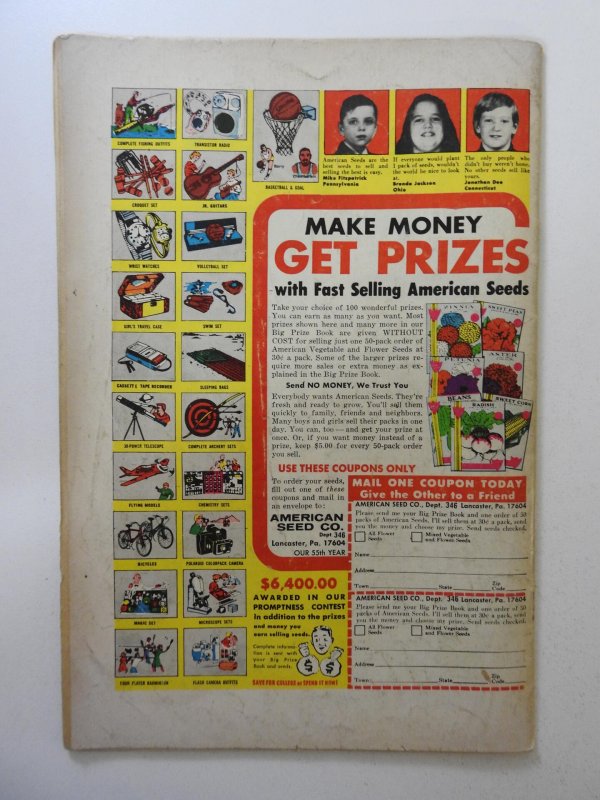 COMPLETE FISHING OUTFITS
TRANSISTOR RADIO
BASKETBALL & GOAL
CROQUET SET
JR. GUITARS
WRIST WATCHES
VOLLEYBALL SET
GIRL'S TRAVEL CASE
SWIM SET
CASSETTE TAPE RECORDER
SLEEPING BAGS
30-POWER TELESCOPE
COMPLETE ARCHERY SETS
FLYING MODELS
CHEMISTRY SETS
BICYCLES
POLAROID COLORPACK CAMERA
MICROSCOPE SETS
FOUR PLAYER BADMINTON
FLASH CAMERA OUTFITS
American Seeds are the
best seeds to sell and
selling the best is easy.
Mike Fitzpatrick
Pennsylvania
If everyone would plant
1 pack of seeds, wouldn't
the world be nice to look
at.
Brenda Jackson
Ohio
The only people who
didn't buy weren't home.
No other seeds sell like
yours.
Jonathan Dee
Connecticut
MAKE MONEY
GET PRIZES
with Fast Selling American Seeds
Take your choice of 100 wonderful prizes.
You can earn as many as you want. Most
prizes shown here and many more in our
Big Prize Book are given WITHOUT
COST for selling just one 50-pack order of
American Vegetable and Flower Seeds at
30¢ a pack. Some of the larger prizes re-
quire more sales or extra money as ex-
plained in the Big Prize Book.
Send NO MONEY, We Trust You
Everybody wants American Seeds. They're
fresh and ready to grow. You'll sell them
quickly to family, friends and neighbors.
Many boys and girls sell their packs in one
day. You can, too — and get your prize at
once. Or, if you want money instead of a
prize, keep $5.00 for every 50-pack order
you sell.
ZINNIA
SWEET PEAS
PETUNIA
ASTER
BEANS
RADISH
SWEET CORN
USE THESE COUPONS ONLY
To order your seeds,
fill out one of these
coupons and mail in
an envelope to:
AMERICAN
SEED CO.
Dept 346
Lancaster, Pa. 17604
OUR 55th YEAR
$6,400.00
AWARDED IN OUR
PROMPTNESS CONTEST
in addition to the prizes
and money you
earn selling seeds.
Complete informa-
tion is sent with
your Big Prize
Book and seeds.
SAVE FOR COLLEGE or SPEND IT NOW!
MAIL ONE COUPON TODAY
Give the Other to a Friend
AMERICAN SEED CO., Dept. 346 Lancaster, Pa. 17604
Please send me your Big Prize Book and one order of 50
packs of American Seeds. I'll sell them at 30¢ a pack, send
you the money and choose my prize. Send seeds checked.
All Flower
Seeds
Mixed Vegetable
and Flower Seeds
Name
Address
Town State Zip Code
AMERICAN SEED CO., Dept. 346 Lancaster, Pa. 17604
Please send me your Big Prize Book and one order of 50
packs of American Seeds. I'll sell them at 30¢ a pack, send
you the money and choose my prize. Send seeds checked.
All Flower
Seeds
Mixed Vegetable
and Flower Seeds
Name
Address
Town: State Zip Code